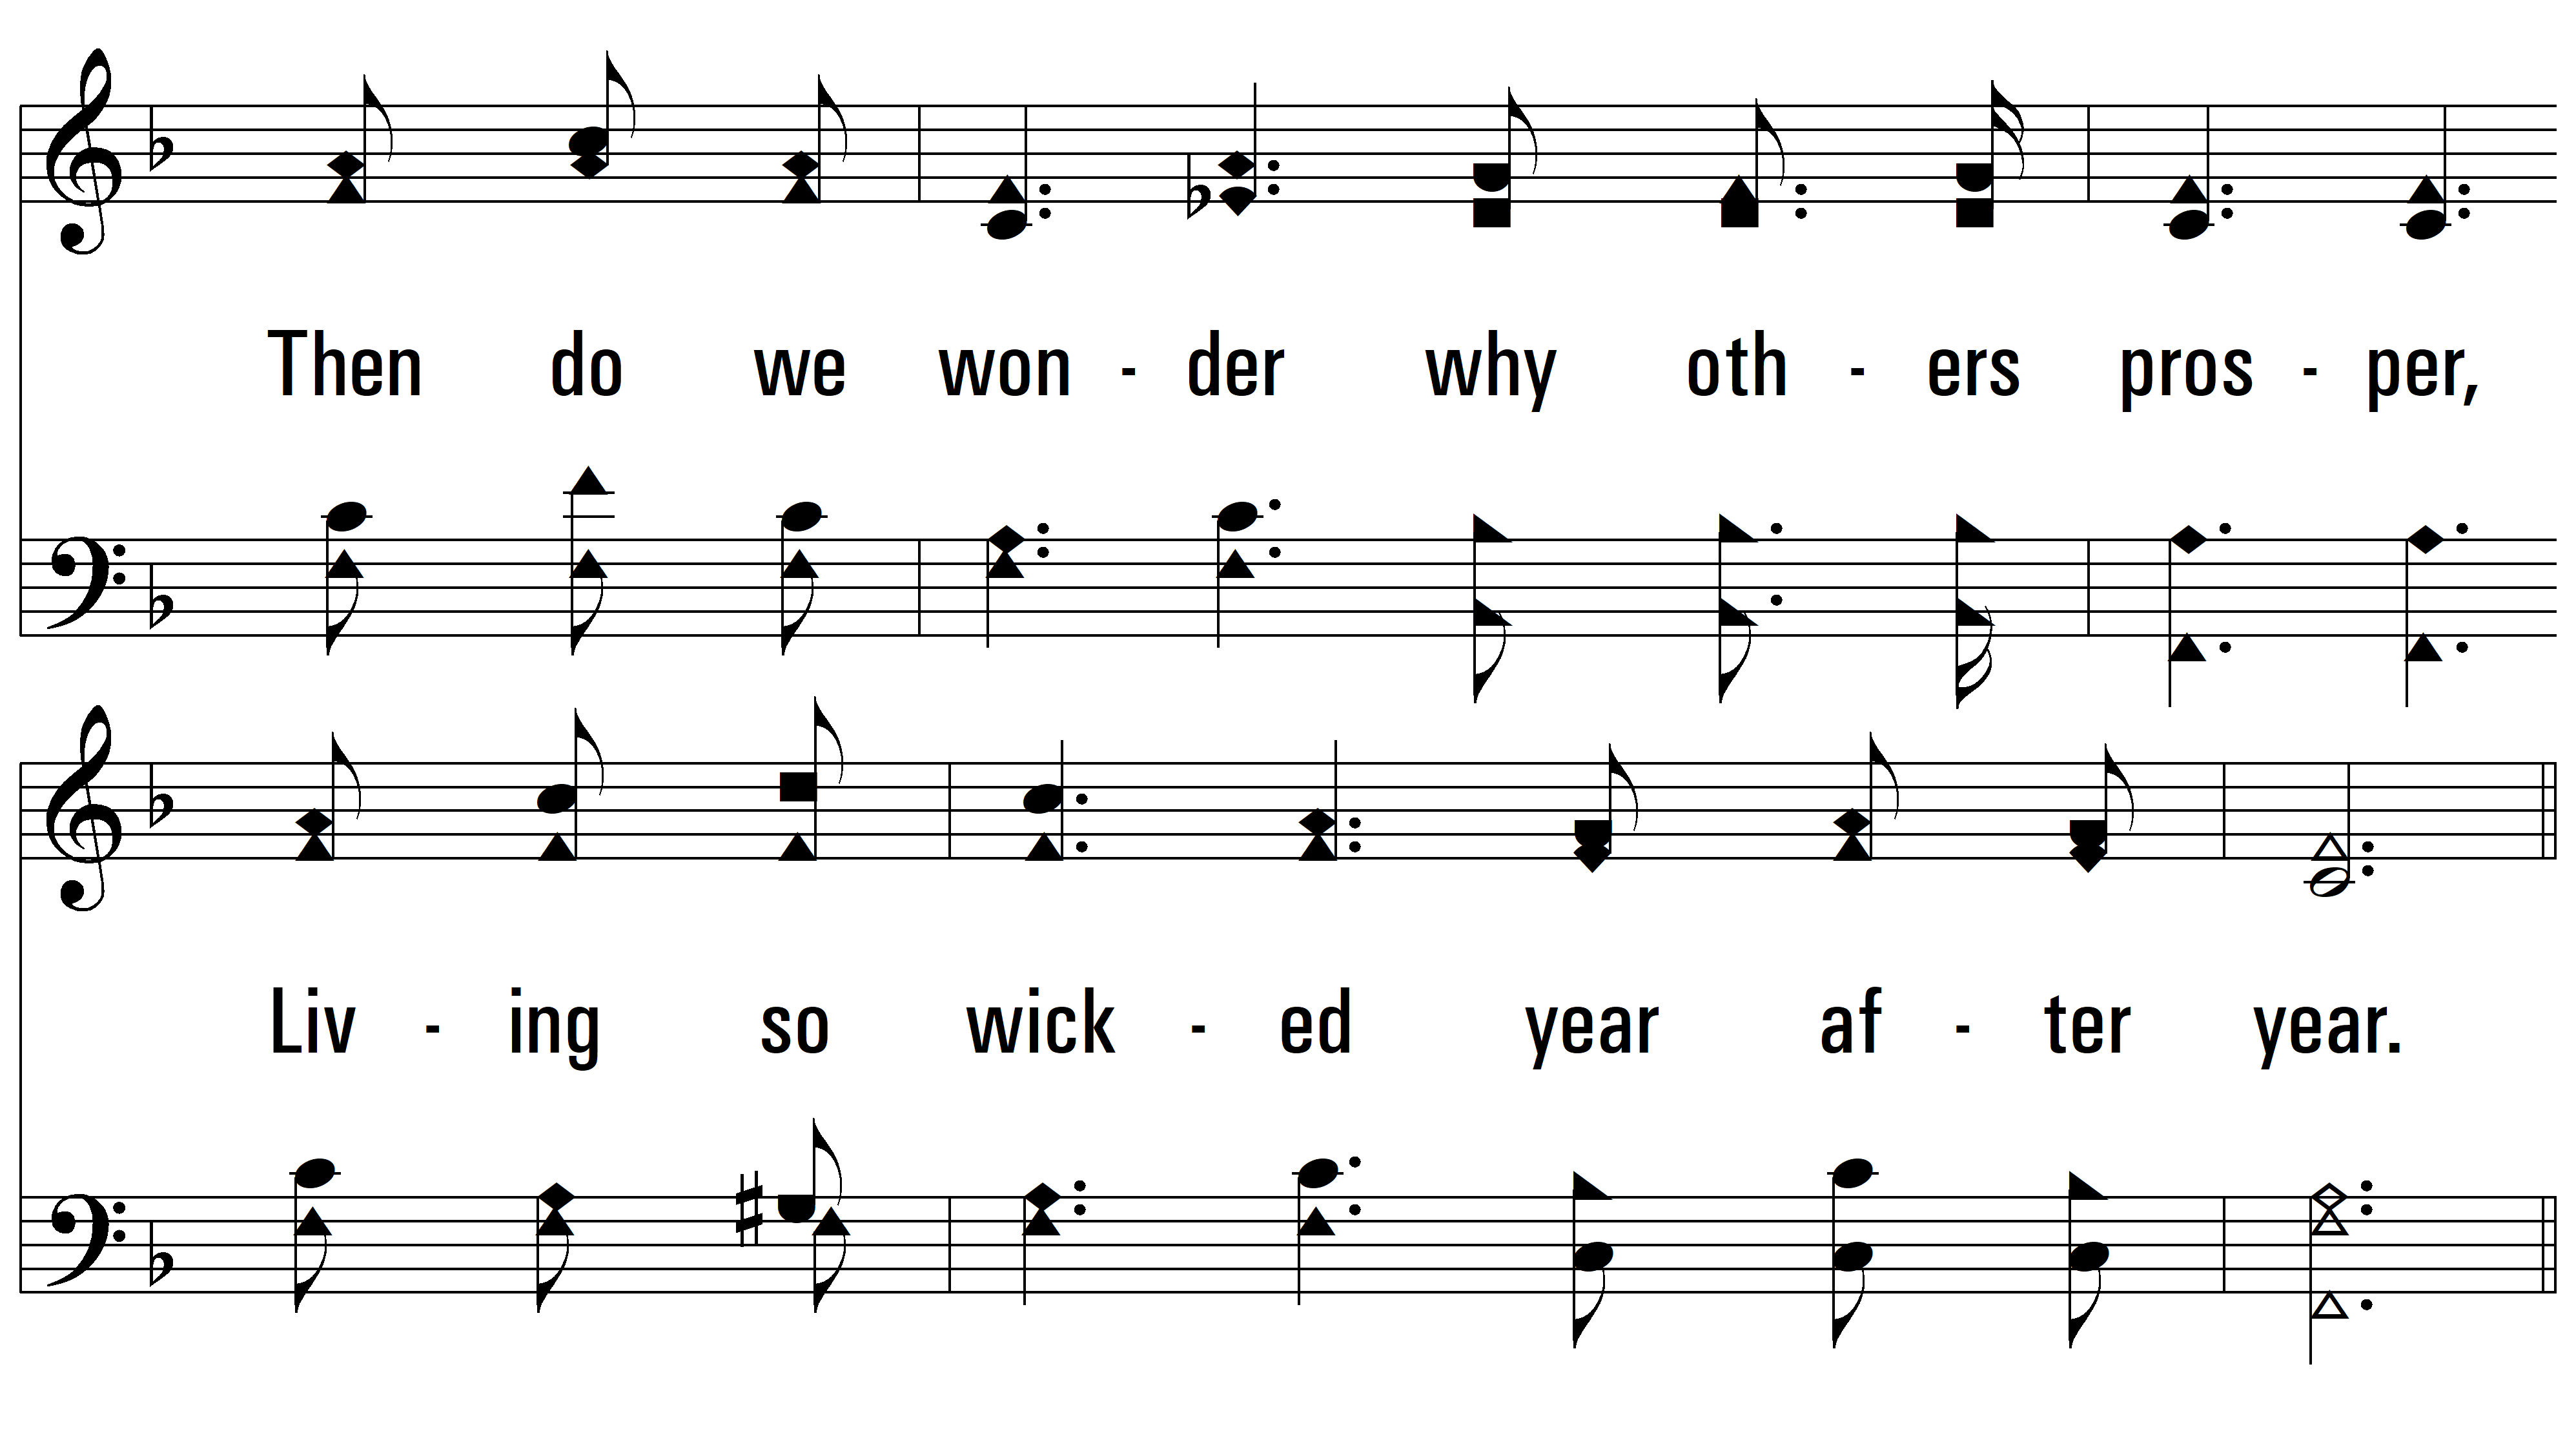 Then do we won - der why oth - ers pros - per,
Liv - ing so wick - ed year af - ter year.